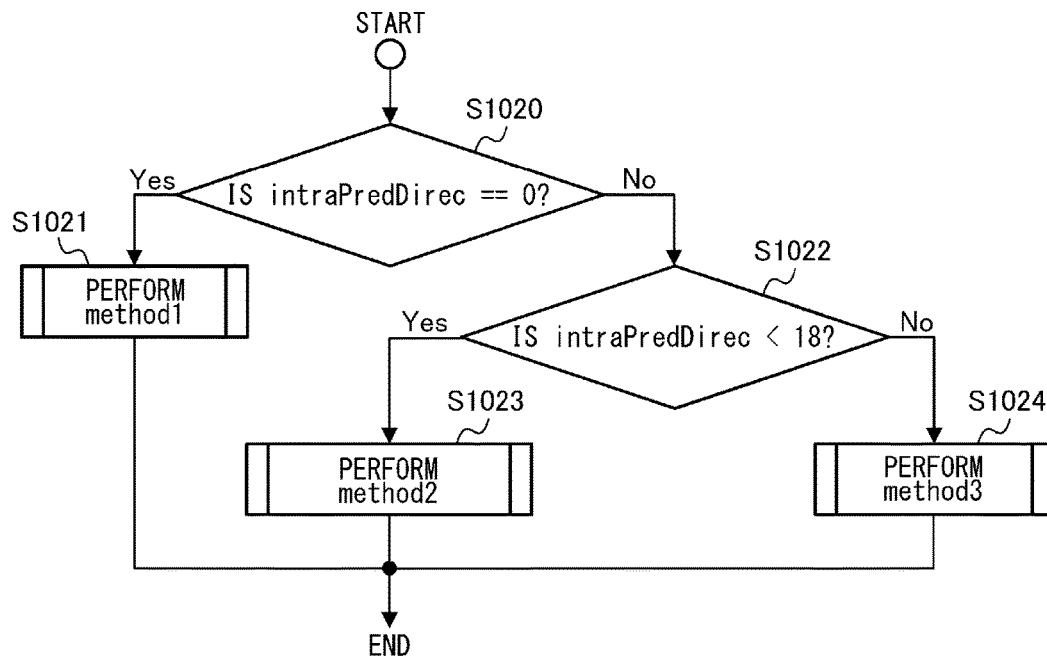 START
S1020
IS intraPredDirec == 0?
Yes
No
S1021
PERFORM
method1
S1022
IS intraPredDirec < 18?
Yes
No
S1023
PERFORM
method2
S1024
PERFORM
method3
END